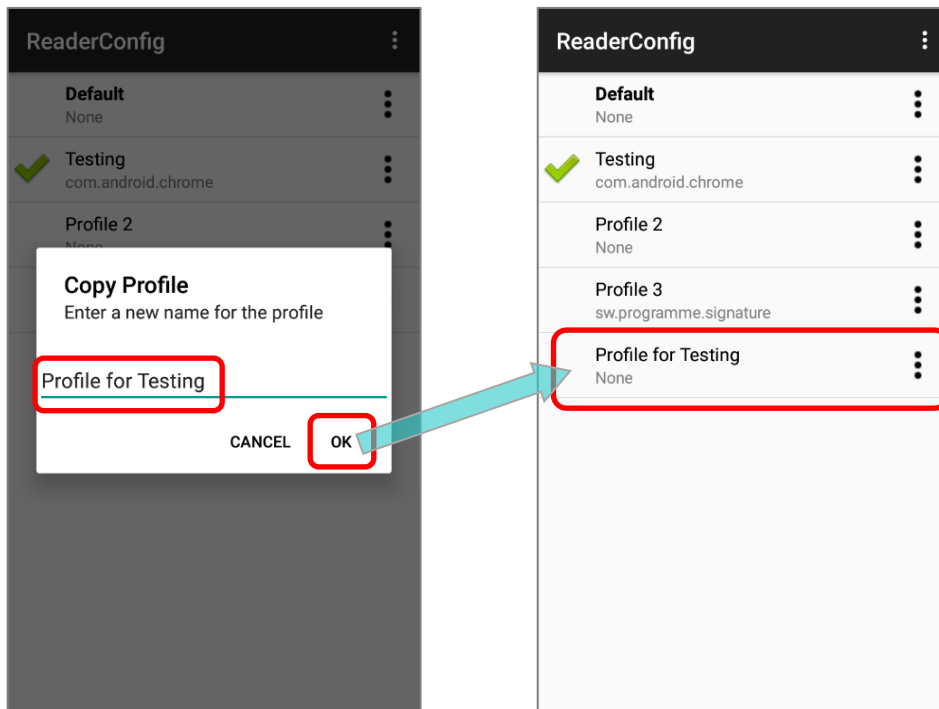 ReaderConfig
Default
None
Testing
com.android.chrome
Profile 2
None
Copy Profile
Enter a new name for the profile
Profile for Testing
CANCEL OK
ReaderConfig
Default
None
Testing
com.android.chrome
Profile 2
None
Profile 3
sw.programme.signature
Profile for Testing
None